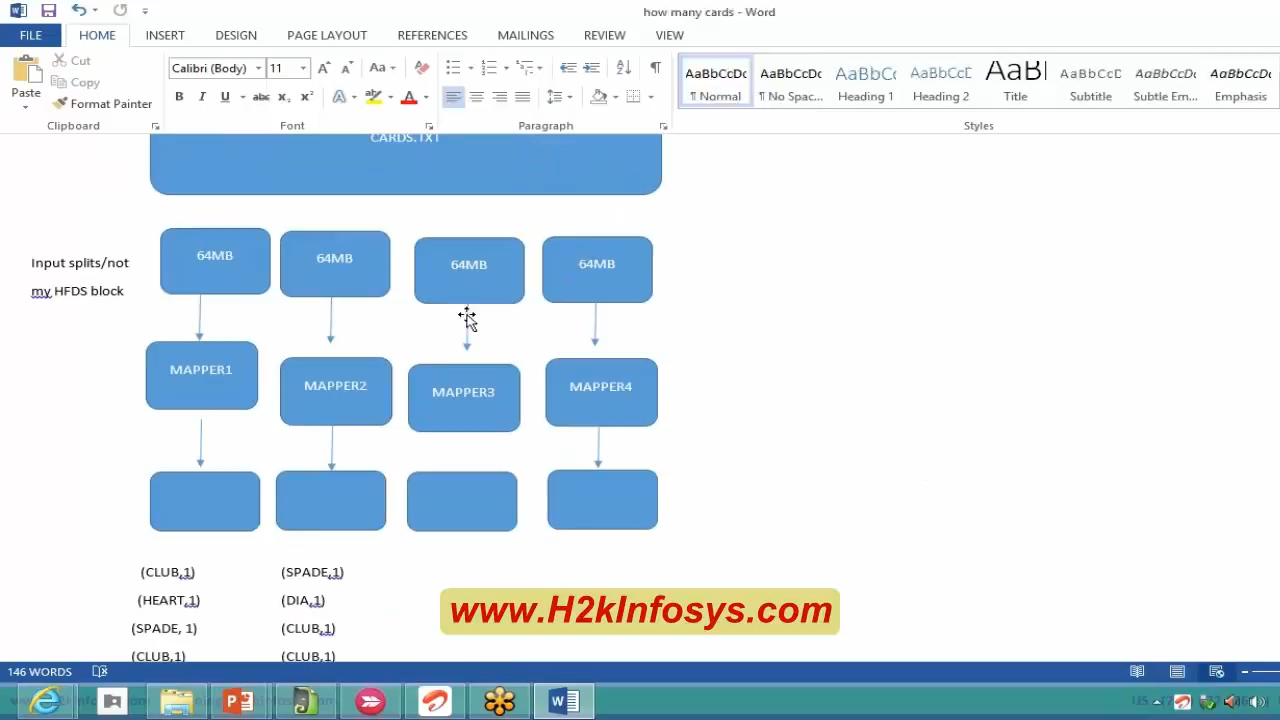 how many cards - Word
FILE HOME INSERT DESIGN PAGE LAYOUT REFERENCES MAILINGS REVIEW VIEW
Paste
Cut
Copy
Format Painter
Calibri (Body) 11
AaBbCcDc AaBbCcDc AaBbC AaBbCcD AaBl AaBbCcD AaBbCcDc AaBbCcDc
¶ Normal ¶ No Spac... Heading 1 Heading 2 Title Subtitle Subtle Em... Emphasis
Clipboard Font Paragraph Styles
CARDS.TXT
64MB 64MB 64MB 64MB
Input splits/not
my HFDS block
MAPPER1 MAPPER2 MAPPER3 MAPPER4
(CLUB,1) (SPADE,1)
(HEART,1) (DIA,1)
(SPADE, 1) (CLUB,1)
(CLUB,1) (CLUB,1)
www.H2kInfosys.com
146 WORDS